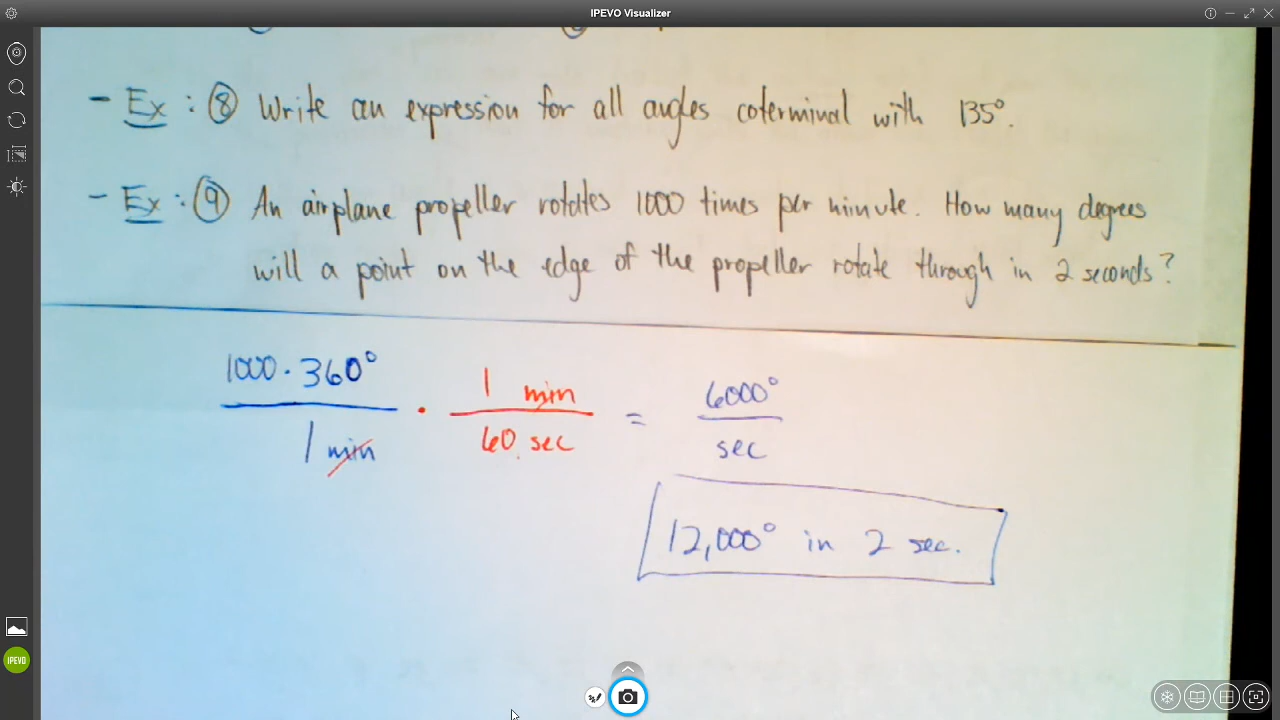 IPEVO Visualizer
- Ex : ⑧ Write an expression for all angles coterminal with 135°.
- Ex : ⑨ An airplane propeller rotates 1000 times per minute. How many degrees
will a point on the edge of the propeller rotate through in 2 seconds?
1000 · 360°
1 min
· 1 min
60 sec
= 6000°
sec
12,000° in 2 sec.
IPEVO